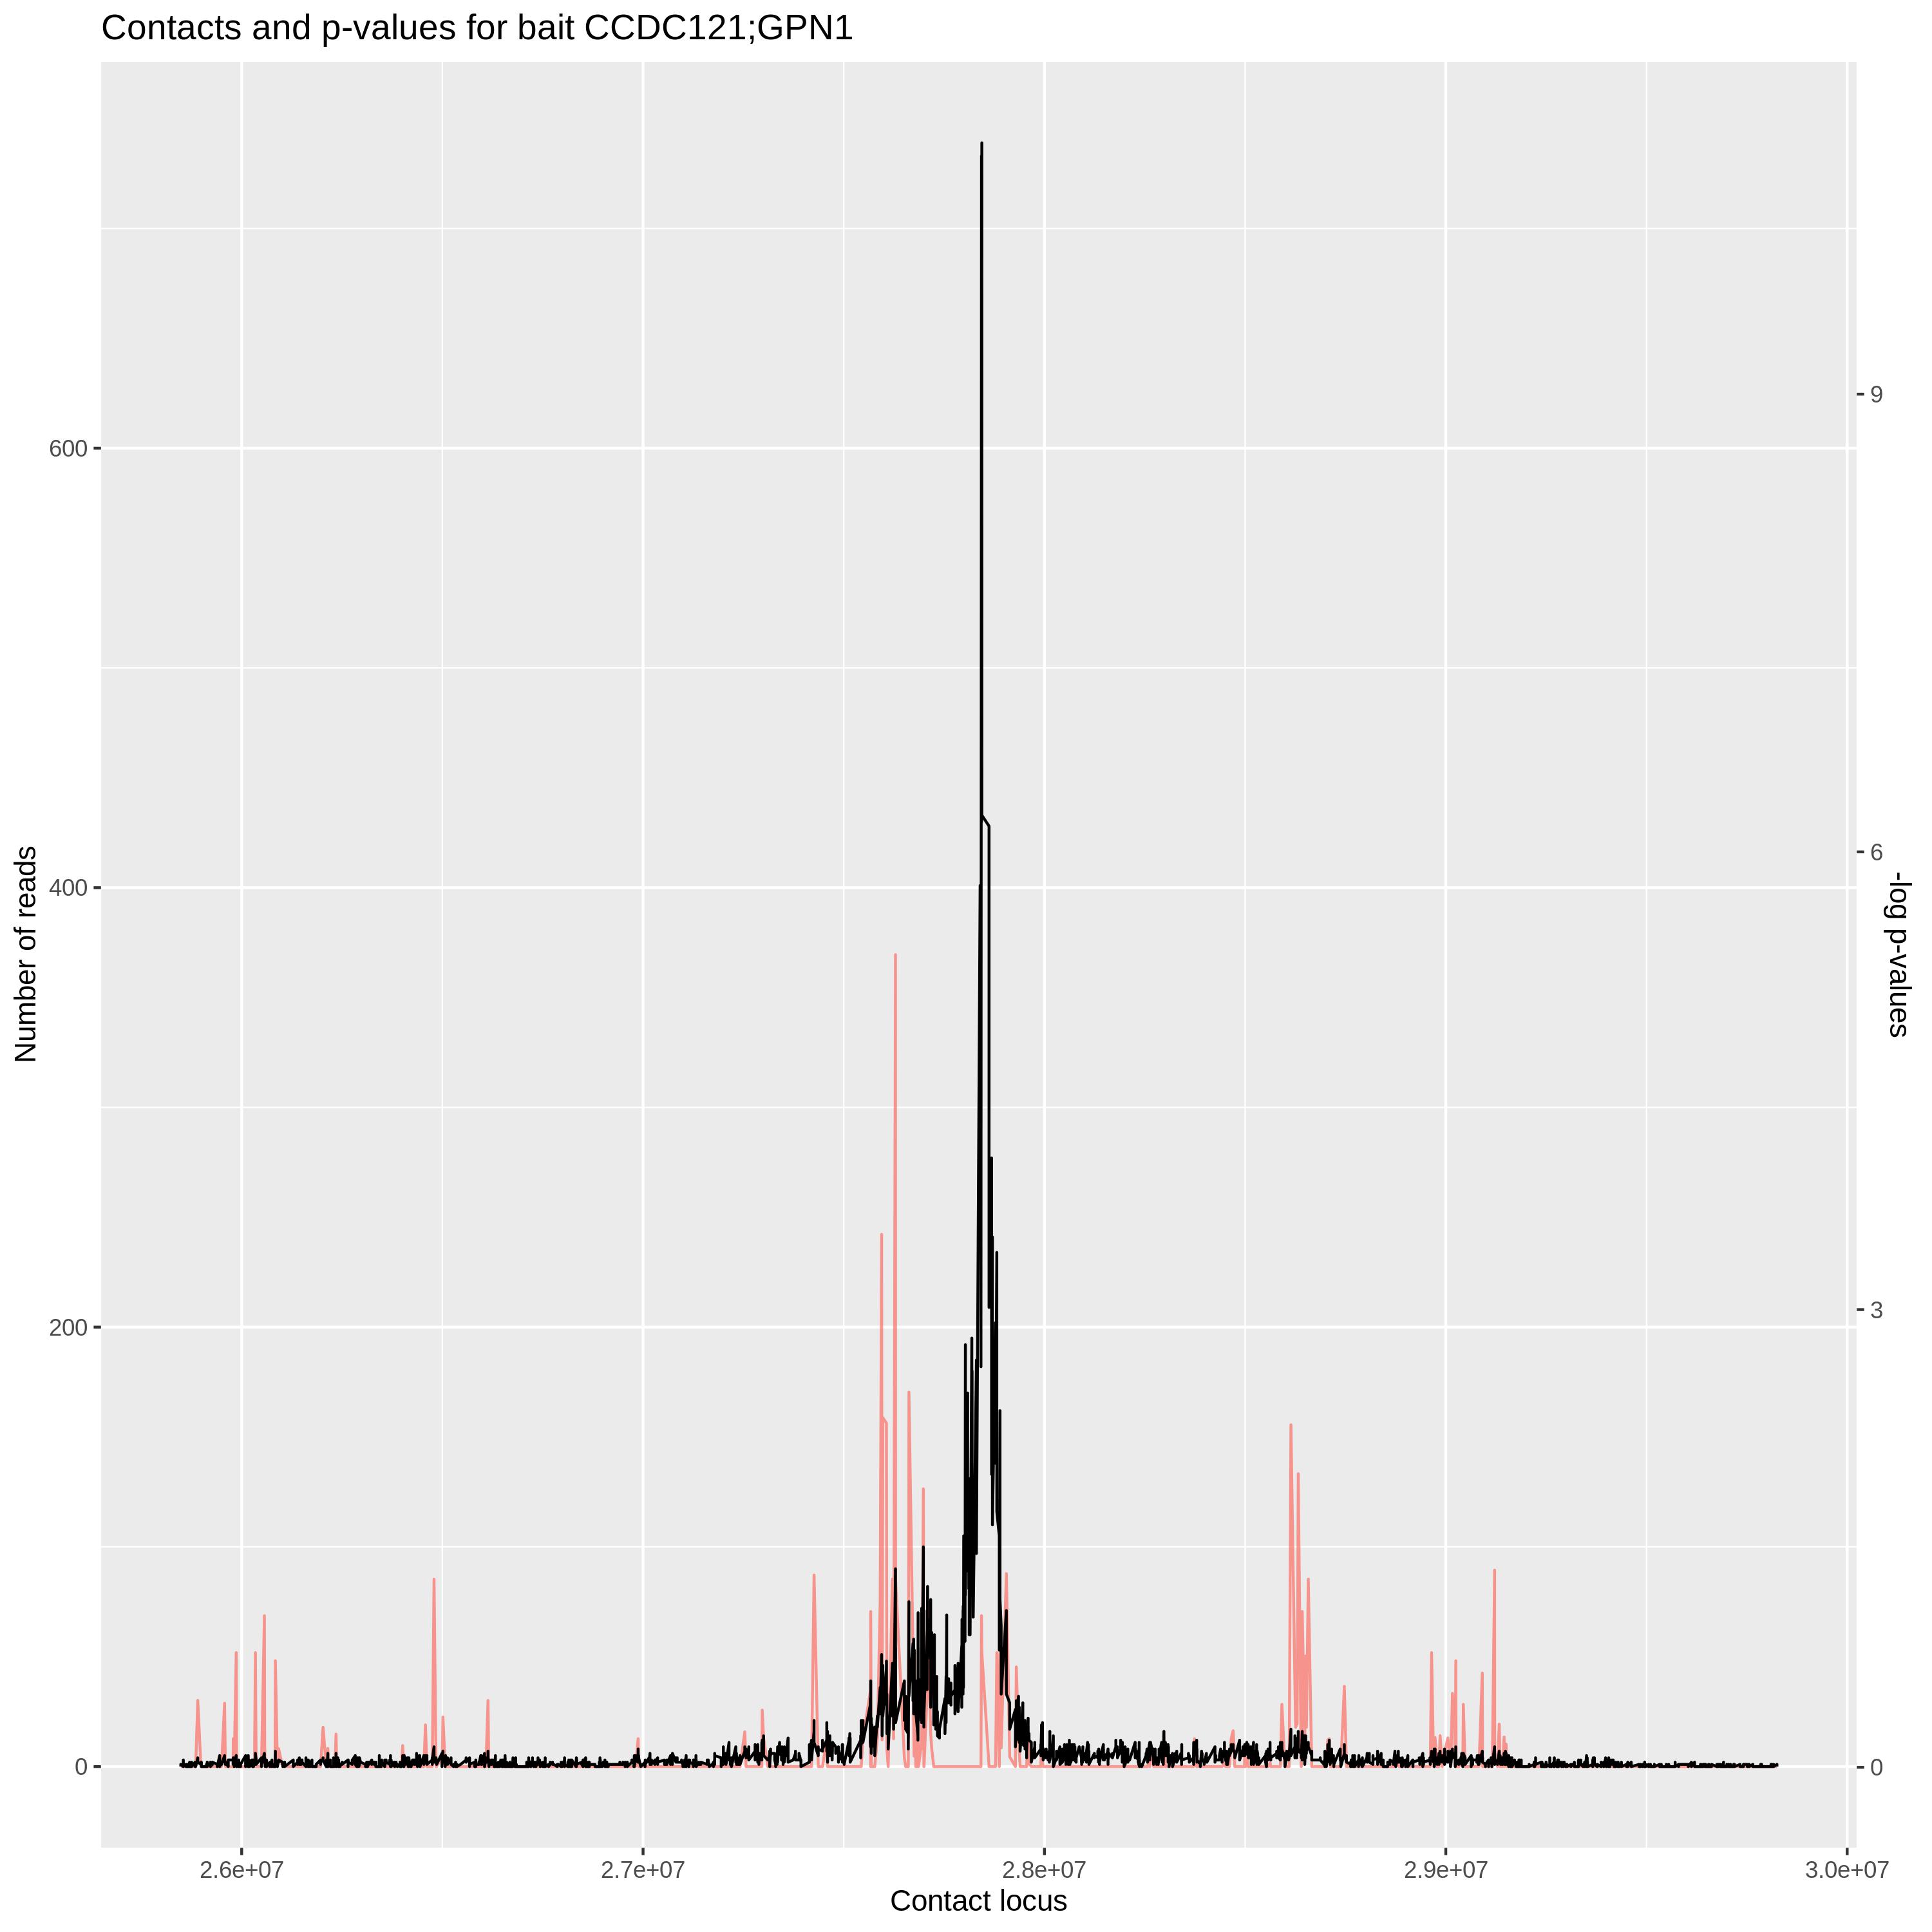 Contacts and p-values for bait CCDC121;GPN1
Number of reads
600
400
200
0
9
6
3
0
-log p-values
2.6e+07
2.7e+07
2.8e+07
2.9e+07
3.0e+07
Contact locus